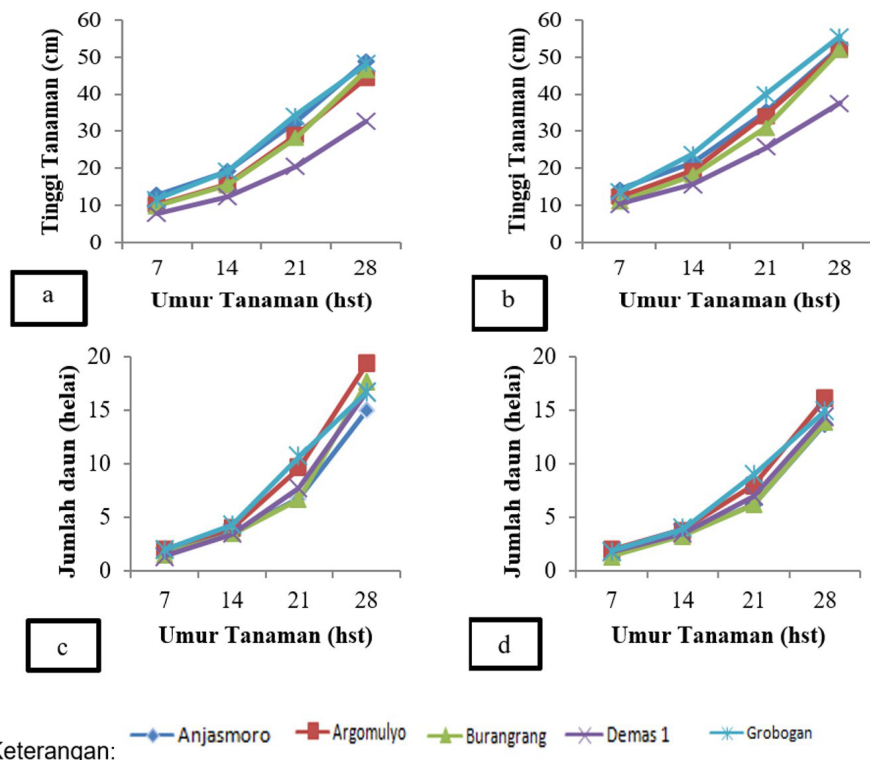 Tinggi Tanaman (cm)
60
50
40
30
20
10
0
7 14 21 28
Umur Tanaman (hst)
a
Tinggi Tanaman (cm)
60
50
40
30
20
10
0
7 14 21 28
Umur Tanaman (hst)
b
Jumlah daun (helai)
20
15
10
5
0
7 14 21 28
Umur Tanaman (hst)
c
Jumlah daun (helai)
20
15
10
5
0
7 14 21 28
Umur Tanaman (hst)
d
Anjasmoro Argomulyo Burangrang Demas 1 Grobogan
Keterangan: